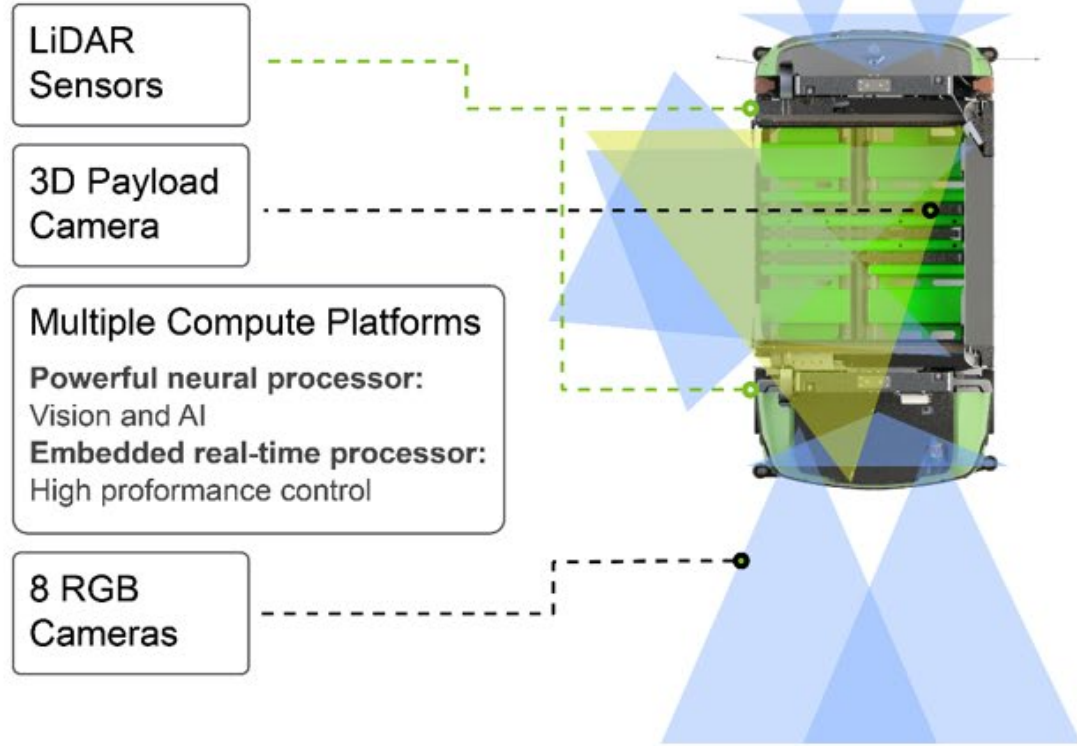 LiDAR
Sensors
3D Payload
Camera
Multiple Compute Platforms
Powerful neural processor:
Vision and AI
Embedded real-time processor:
High proformance control
8 RGB
Cameras